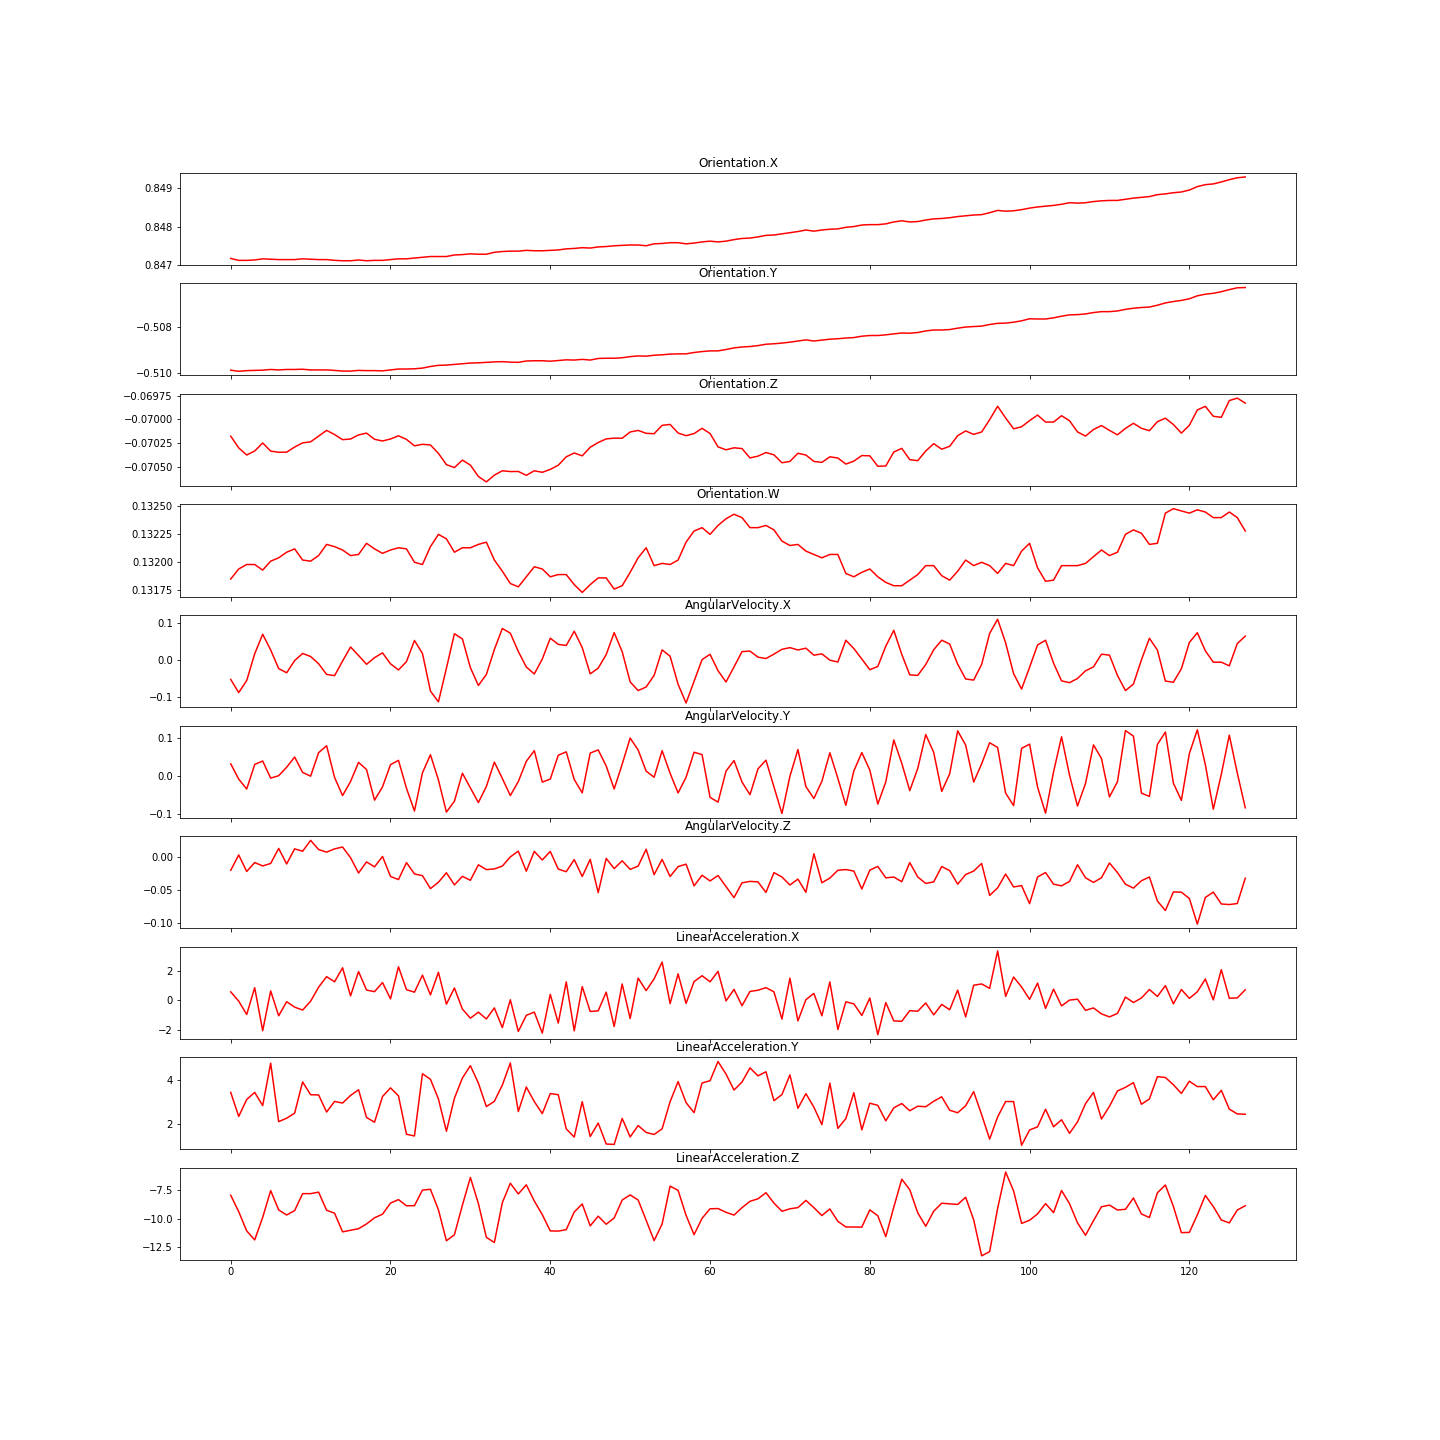 Orientation.X
0.849
0.848
0.847
Orientation.Y
−0.508
−0.510
Orientation.Z
−0.06975
−0.07000
−0.07025
−0.07050
Orientation.W
0.13250
0.13225
0.13200
0.13175
AngularVelocity.X
0.1
0.0
−0.1
AngularVelocity.Y
0.1
0.0
−0.1
AngularVelocity.Z
0.00
−0.05
−0.10
LinearAcceleration.X
2
0
−2
LinearAcceleration.Y
4
2
LinearAcceleration.Z
−7.5
−10.0
−12.5
0 20 40 60 80 100 120